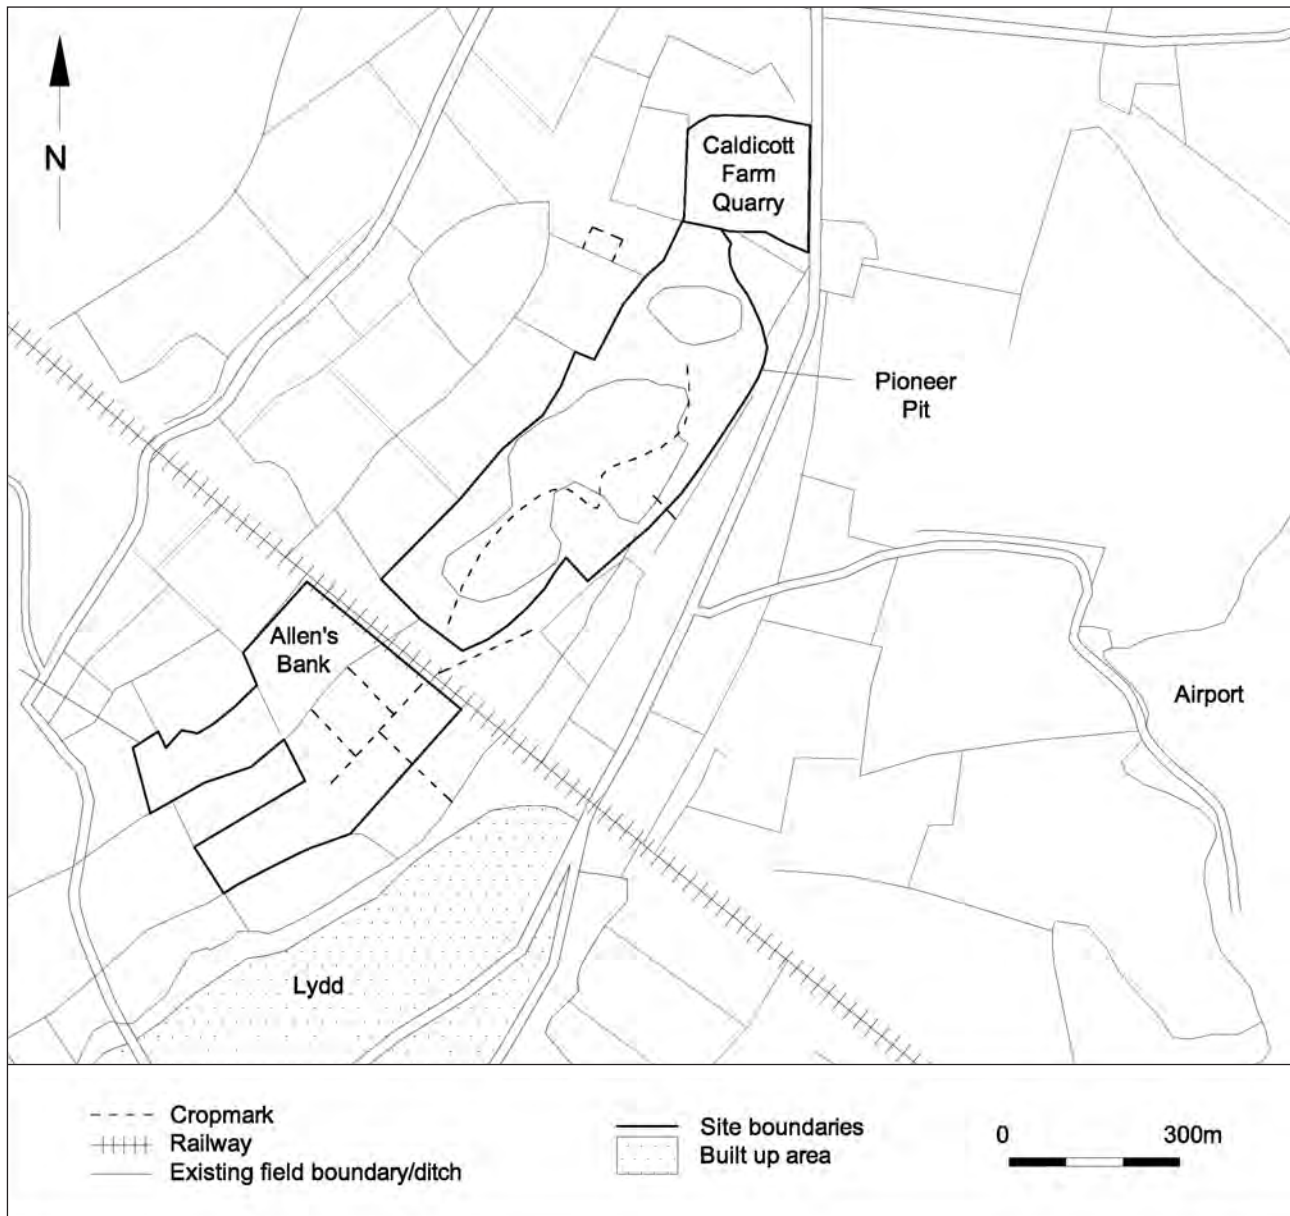 N
Caldicott
Farm
Quarry
Pioneer
Pit
Allen's
Bank
Airport
Lydd
Cropmark
Railway
Existing field boundary/ditch
Site boundaries
Built up area
0 300m